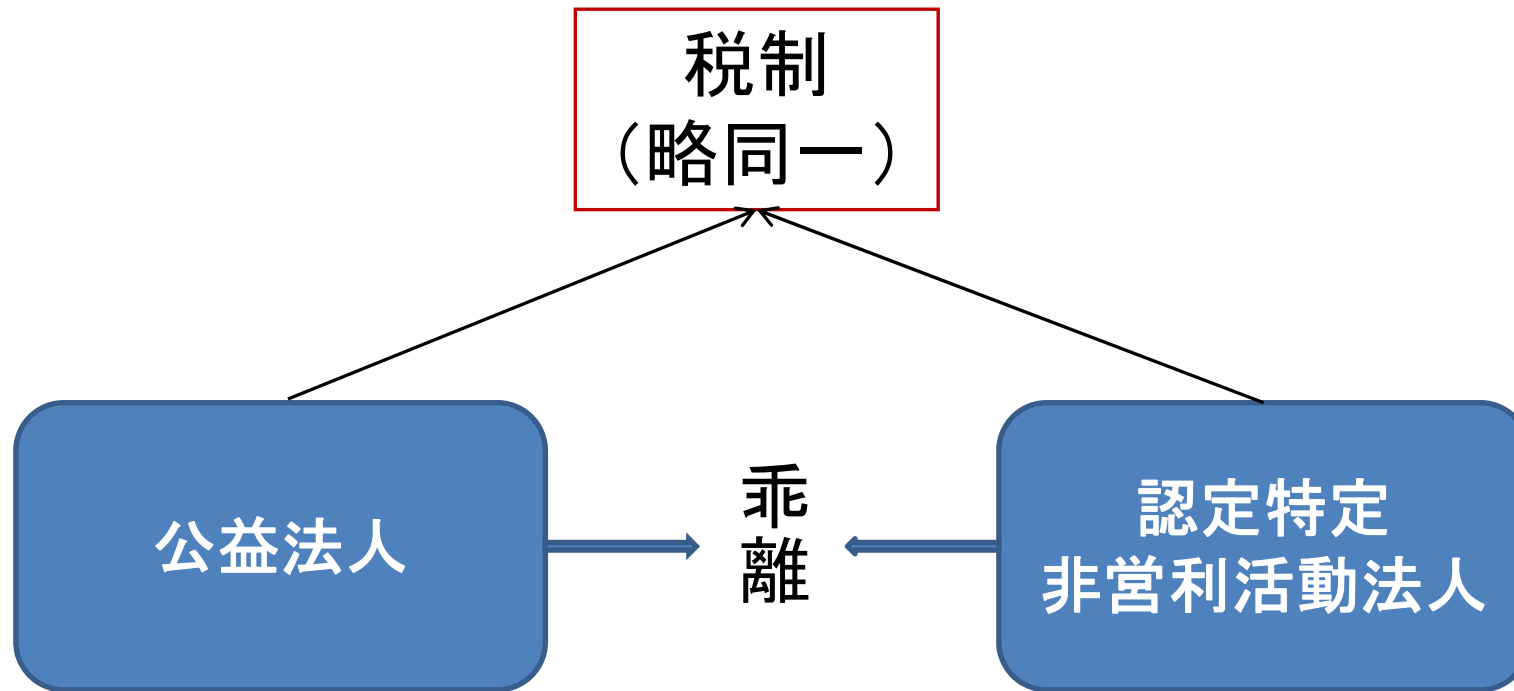 税制
（略同一）
公益法人
乖
離
認定特定
非営利活動法人